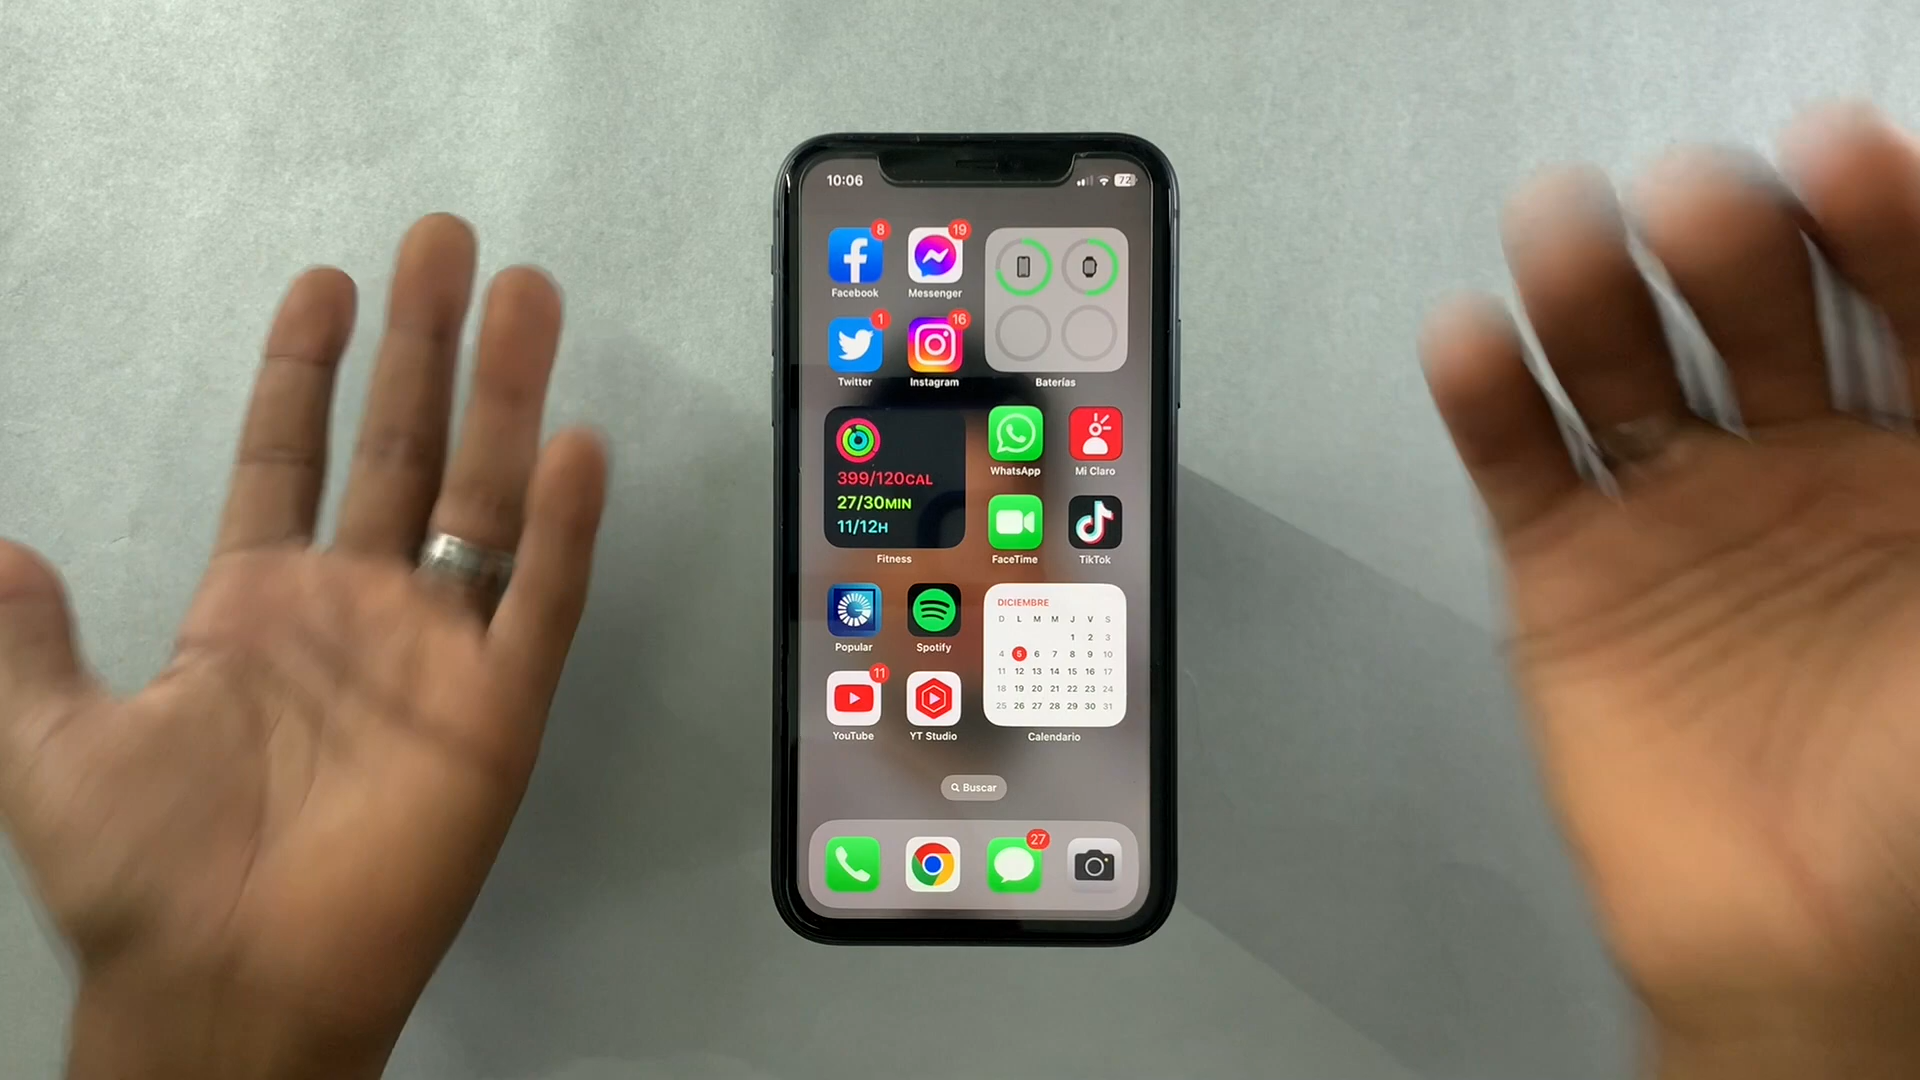 10:06
72
8
19
Facebook
Messenger
1
16
Twitter
Instagram
Baterías
399/120CAL
27/30MIN
11/12H
Fitness
WhatsApp
Mi Claro
FaceTime
TikTok
Popular
Spotify
11
YouTube
YT Studio
DICIEMBRE
D L M M J V S
1 2 3
4 5 6 7 8 9 10
11 12 13 14 15 16 17
18 19 20 21 22 23 24
25 26 27 28 29 30 31
Calendario
Buscar
27